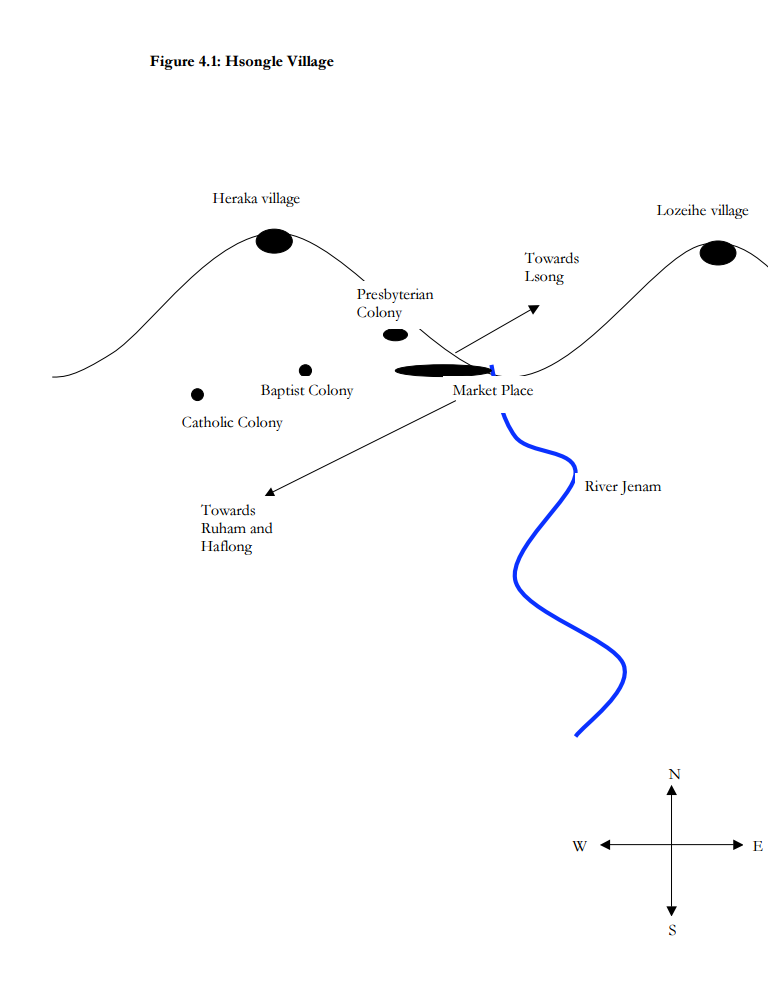 Figure 4.1: Hsongle Village
Heraka village
Lozeihe village
Towards
Lsong
Presbyterian
Colony
Baptist Colony
Market Place
Catholic Colony
River Jenam
Towards
Ruham and
Haflong
N
W
E
S